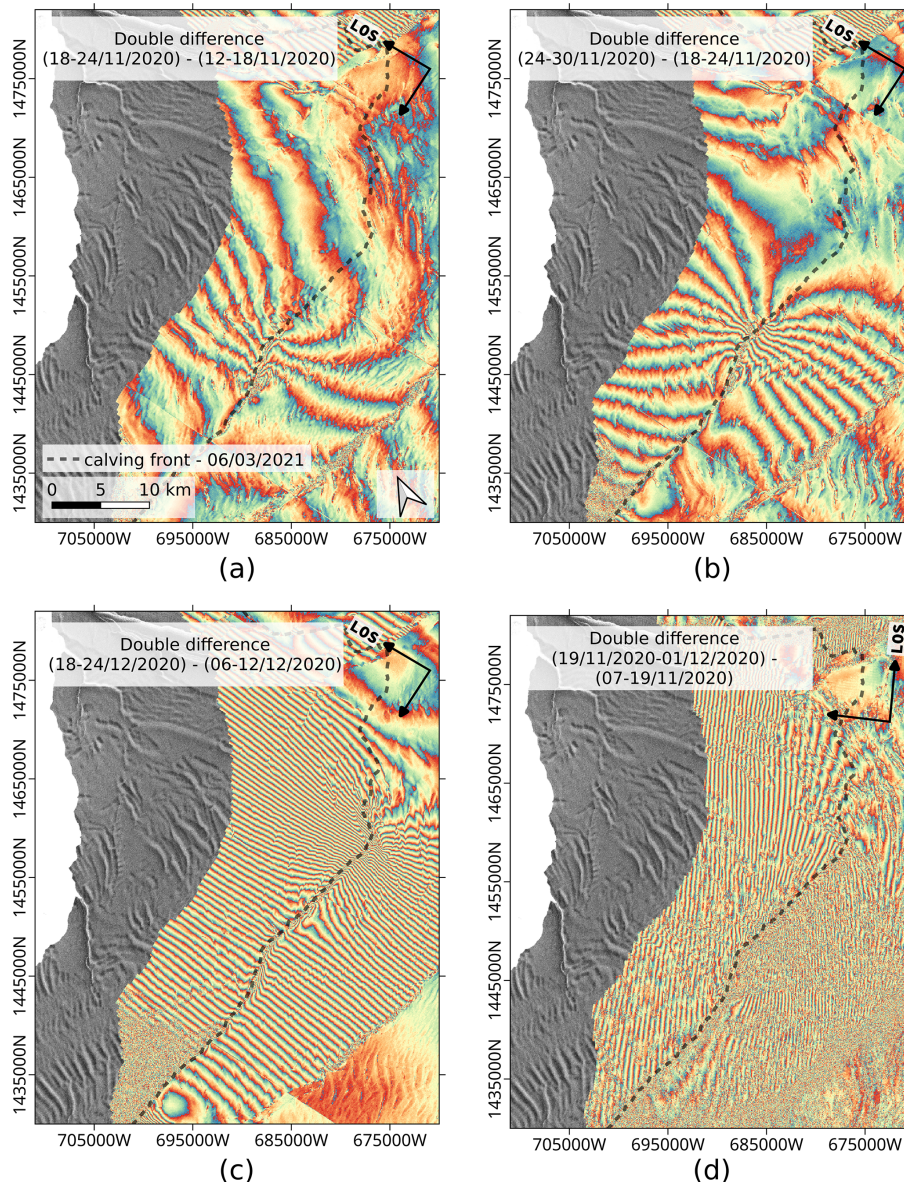 Double difference
(18-24/11/2020) - (12-18/11/2020)
LOS
1475000N
1465000N
1455000N
1445000N
1435000N
calving front - 06/03/2021
0 5 10 km
705000W 695000W 685000W 675000W
(a)
Double difference
(24-30/11/2020) - (18-24/11/2020)
LOS
1475000N
1465000N
1455000N
1445000N
1435000N
705000W 695000W 685000W 675000W
(b)
Double difference
(18-24/12/2020) - (06-12/12/2020)
LOS
1475000N
1465000N
1455000N
1445000N
1435000N
705000W 695000W 685000W 675000W
(c)
Double difference
(19/11/2020-01/12/2020) -
(07-19/11/2020)
LOS
1475000N
1465000N
1455000N
1445000N
1435000N
705000W 695000W 685000W 675000W
(d)